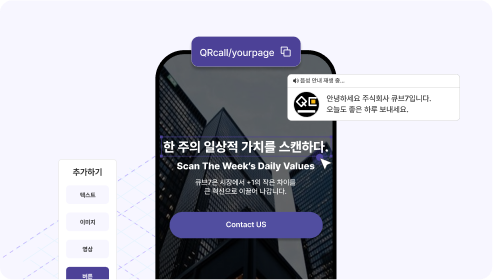 QRcall/yourpage
음성 안내 재생 중...
안녕하세요 주식회사 큐브7입니다.
오늘도 좋은 하루 보내세요.
한 주의 일상적 가치를 스캔하다.
Scan The Week's Daily Values
큐브7은 시장에서 +1의 작은 차이를
큰 혁신으로 이끌어 나갑니다.
Contact US
추가하기
텍스트
이미지
영상
버튼